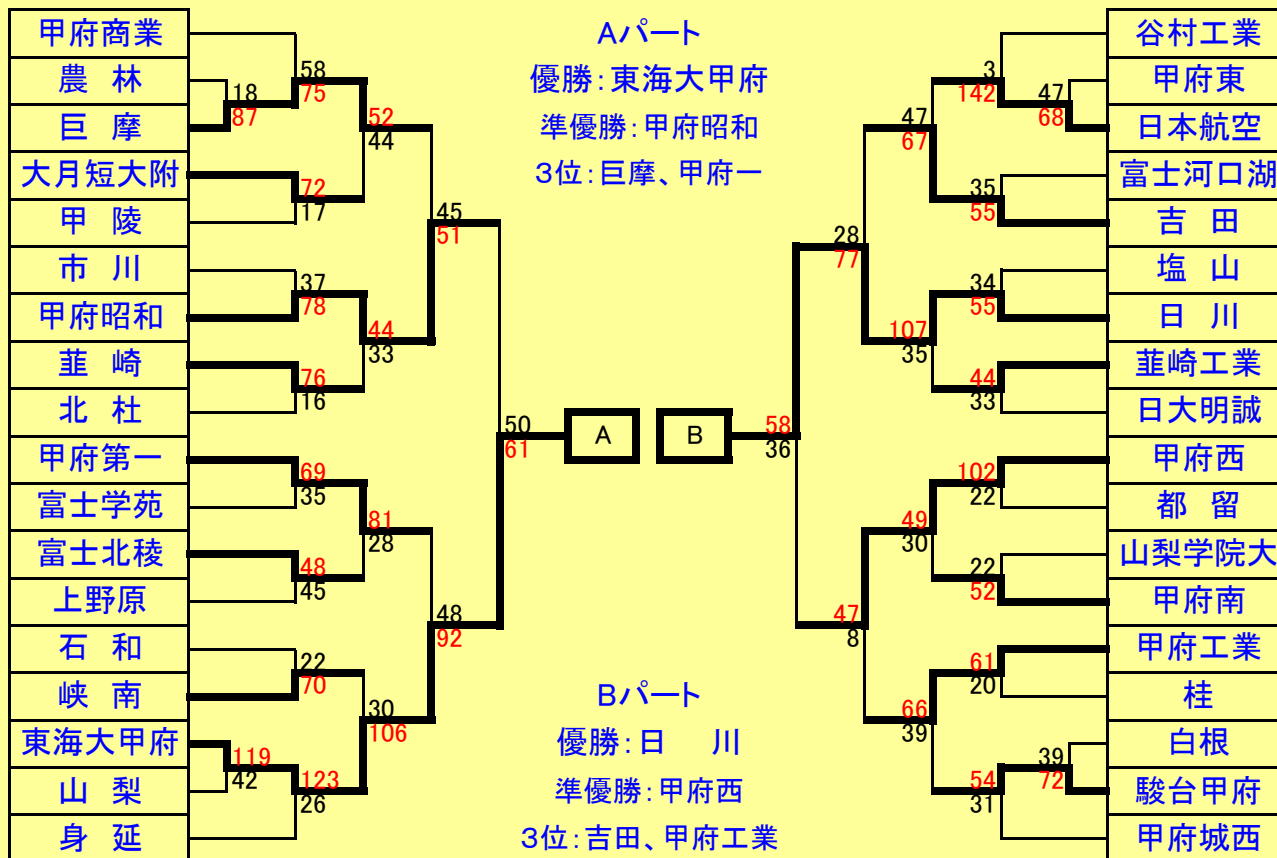 甲府商業
農 林
巨 摩
大月短大附
甲 陵
市 川
甲府昭和
韮 崎
北 杜
甲府第一
富士学苑
富士北稜
上野原
石 和
峡 南
東海大甲府
山 梨
身 延
58
75
18
87
52
44
72
17
45
51
37
78
44
33
76
16
50
61
69
35
81
28
48
45
48
92
22
70
30
106
119
42
123
26
Aパート
優勝：東海大甲府
準優勝：甲府昭和
3位：巨摩、甲府一
A
B
Bパート
優勝：日 川
準優勝：甲府西
3位：吉田、甲府工業
3
142
47
68
47
67
35
55
28
77
34
55
107
35
44
33
58
36
102
22
49
30
22
52
47
8
61
20
66
39
39
72
54
31
谷村工業
甲府東
日本航空
富士河口湖
吉 田
塩 山
日 川
韮崎工業
日大明誠
甲府西
都 留
山梨学院大
甲府南
甲府工業
桂
白根
駿台甲府
甲府城西